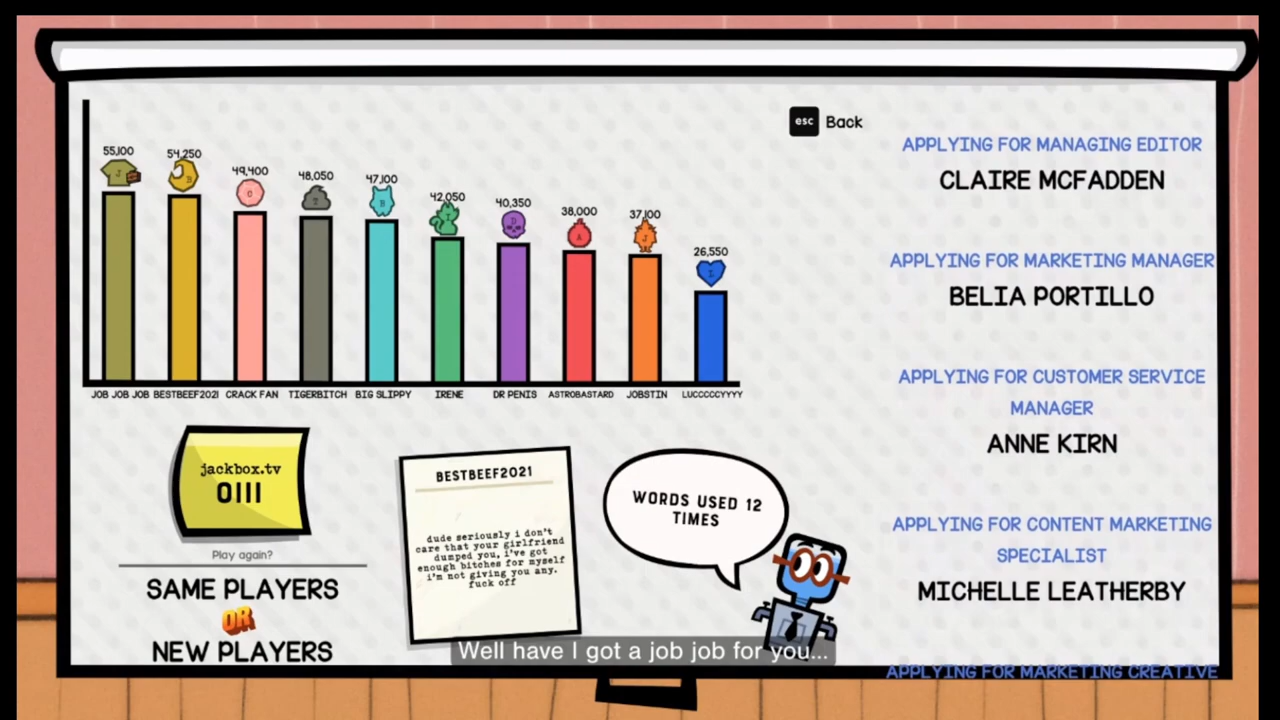 esc Back
55,100
54,250
49,400
48,050
47,100
42,050
40,350
38,000
37,100
26,550
J
B
C
T
B
I
D
A
J
L
JOB JOB JOB
BESTBEEF2021
CRACK FAN
TIGERBITCH
BIG SLIPPY
IRENE
DR PENIS
ASTROBASTARD
JOBSTIN
LUCCCCCYYYY
jackbox.tv
OIII
Play again?
SAME PLAYERS
OR
NEW PLAYERS
BESTBEEF2021
dude seriously i don't
care that your girlfriend
dumped you, i've got
enough bitches for myself
i'm not giving you any.
fuck off
WORDS USED 12
TIMES
Well have I got a job job for you...
APPLYING FOR MANAGING EDITOR
CLAIRE MCFADDEN
APPLYING FOR MARKETING MANAGER
BELIA PORTILLO
APPLYING FOR CUSTOMER SERVICE
MANAGER
ANNE KIRN
APPLYING FOR CONTENT MARKETING
SPECIALIST
MICHELLE LEATHERBY
APPLYING FOR MARKETING CREATIVE